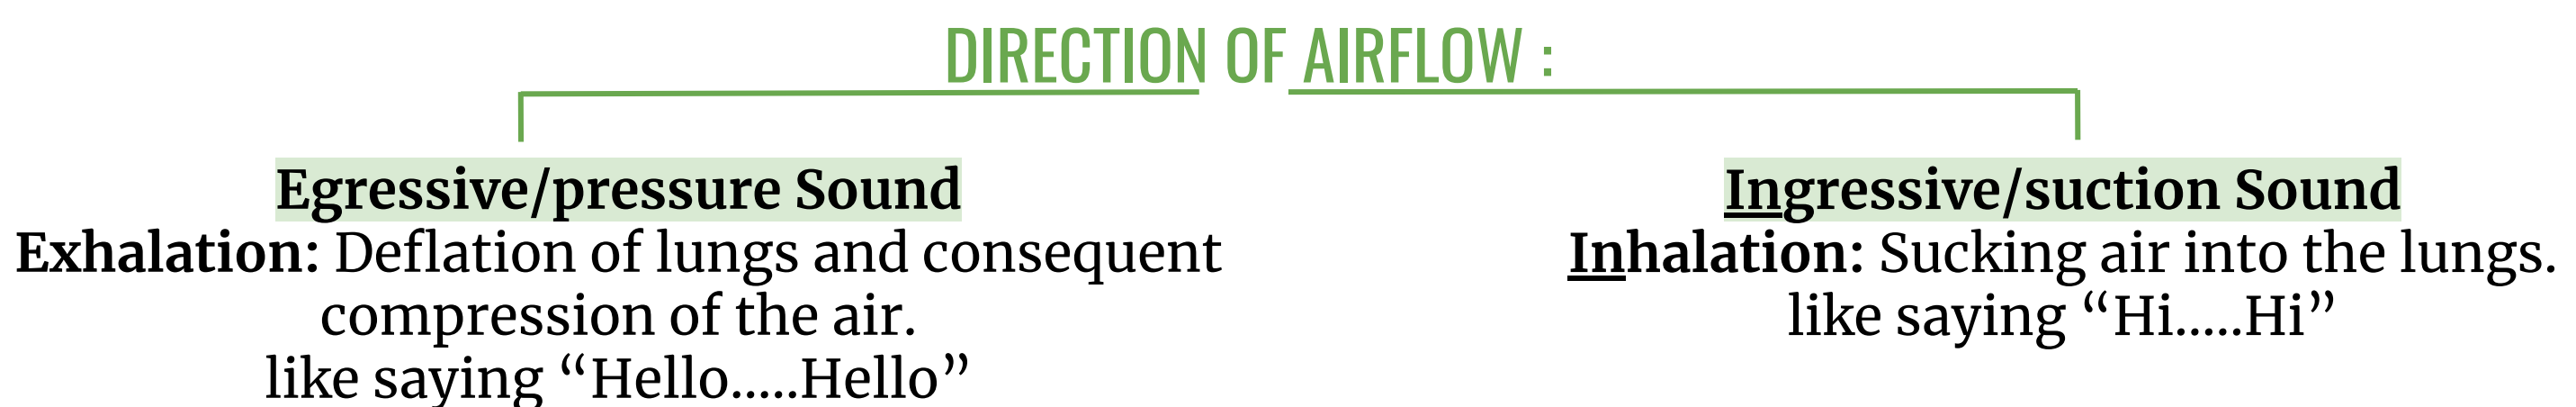 DIRECTION OF AIRFLOW :
Egressive/pressure Sound
Exhalation: Deflation of lungs and consequent
compression of the air.
like saying “Hello.....Hello”
Ingressive/suction Sound
Inhalation: Sucking air into the lungs.
like saying “Hi.....Hi”